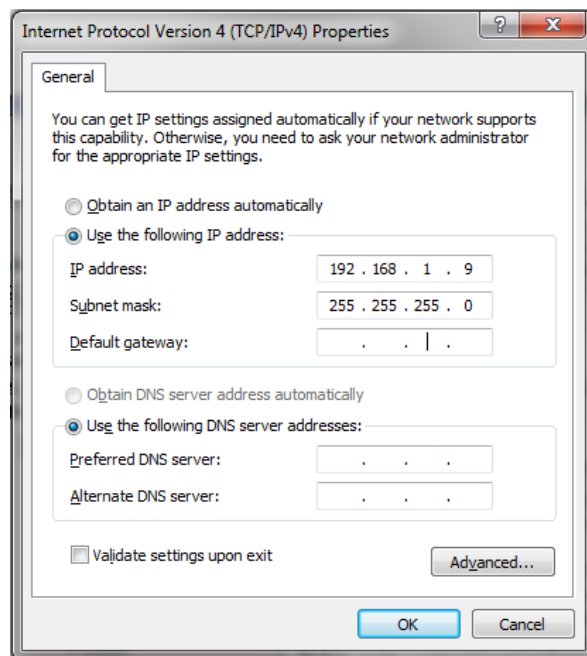 Internet Protocol Version 4 (TCP/IPv4) Properties
?
General
You can get IP settings assigned automatically if your network supports
this capability. Otherwise, you need to ask your network administrator
for the appropriate IP settings.
Obtain an IP address automatically
Use the following IP address:
IP address: 192 . 168 . 1 . 9
Subnet mask: 255 . 255 . 255 . 0
Default gateway: . . .
Obtain DNS server address automatically
Use the following DNS server addresses:
Preferred DNS server: . . .
Alternate DNS server: . . .
Validate settings upon exit
Advanced...
OK Cancel